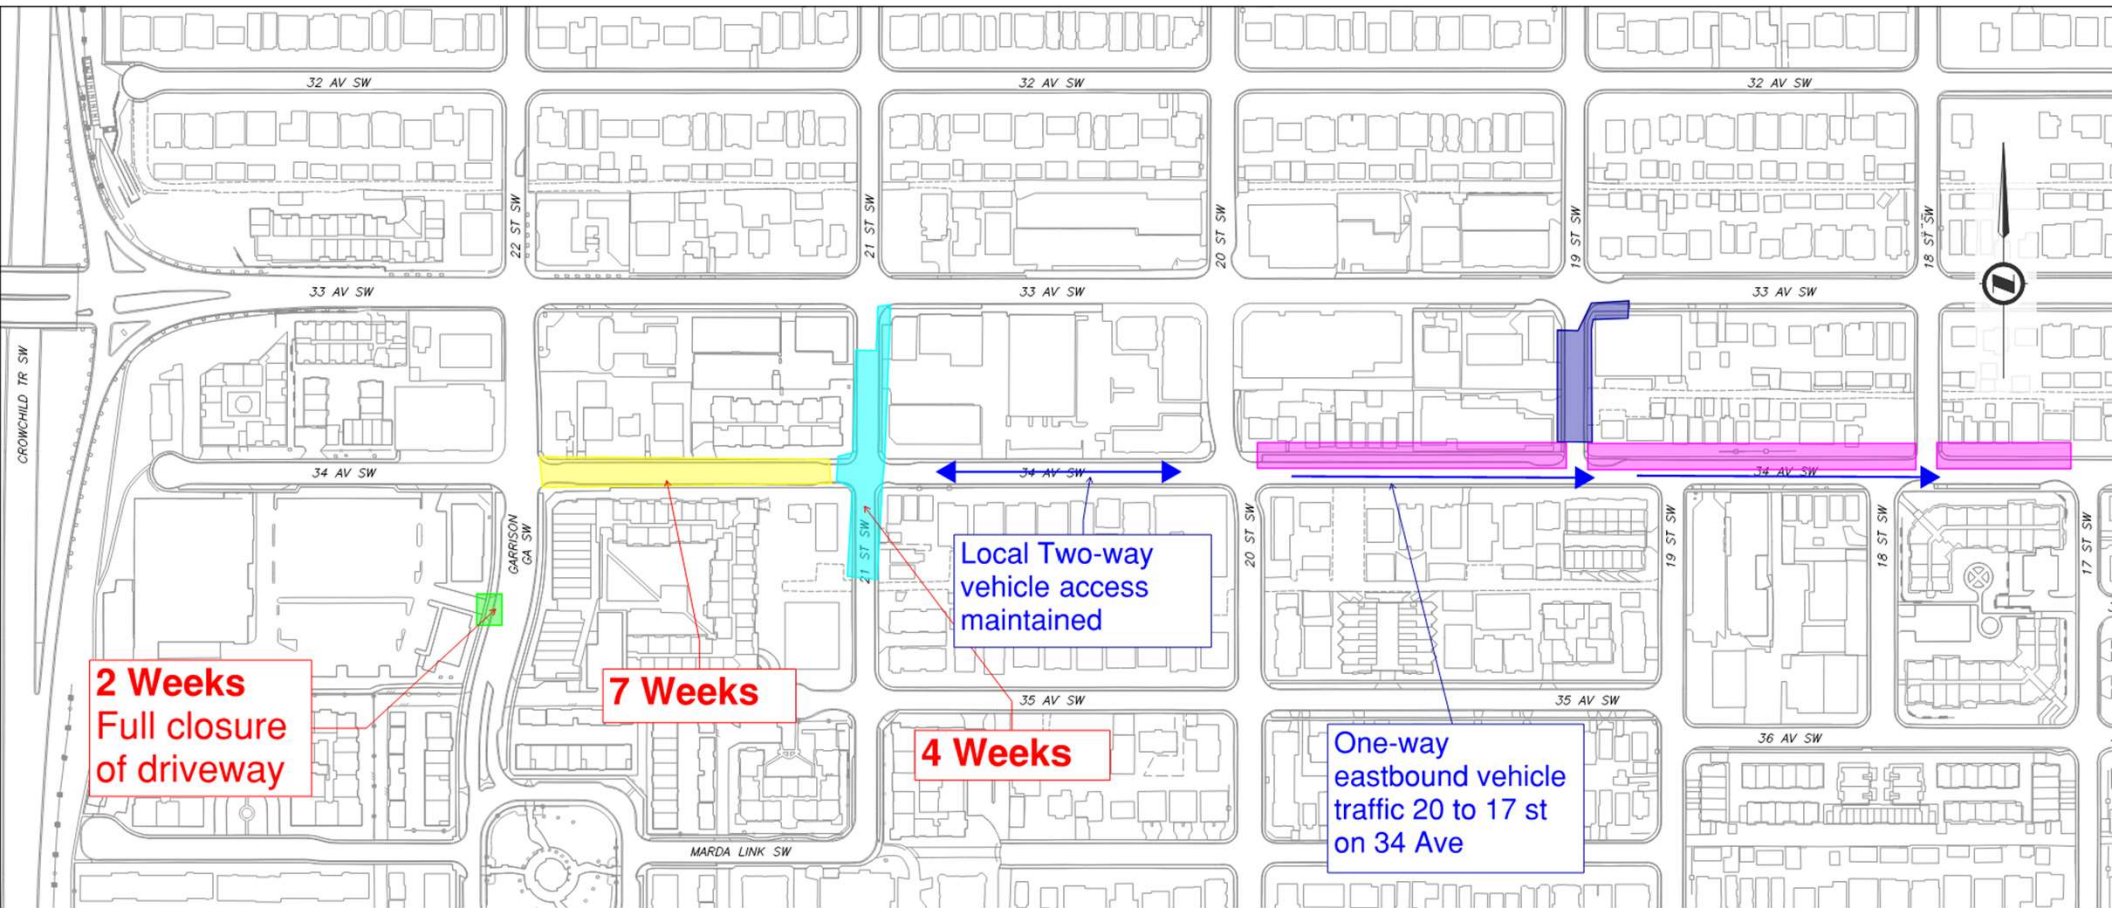 32 AV SW
32 AV SW
32 AV SW
22 ST SW
21 ST SW
20 ST SW
19 ST SW
18 ST SW
33 AV SW
33 AV SW
33 AV SW
CROWCHILD TR SW
34 AV SW
34 AV SW
34 AV SW
GARRISON
GA SW
21 ST SW
20 ST SW
19 ST SW
18 ST SW
17 ST SW
Local Two-way
vehicle access
maintained
2 Weeks
Full closure
of driveway
7 Weeks
4 Weeks
35 AV SW
35 AV SW
36 AV SW
One-way
eastbound vehicle
traffic 20 to 17 st
on 34 Ave
MARDA LINK SW